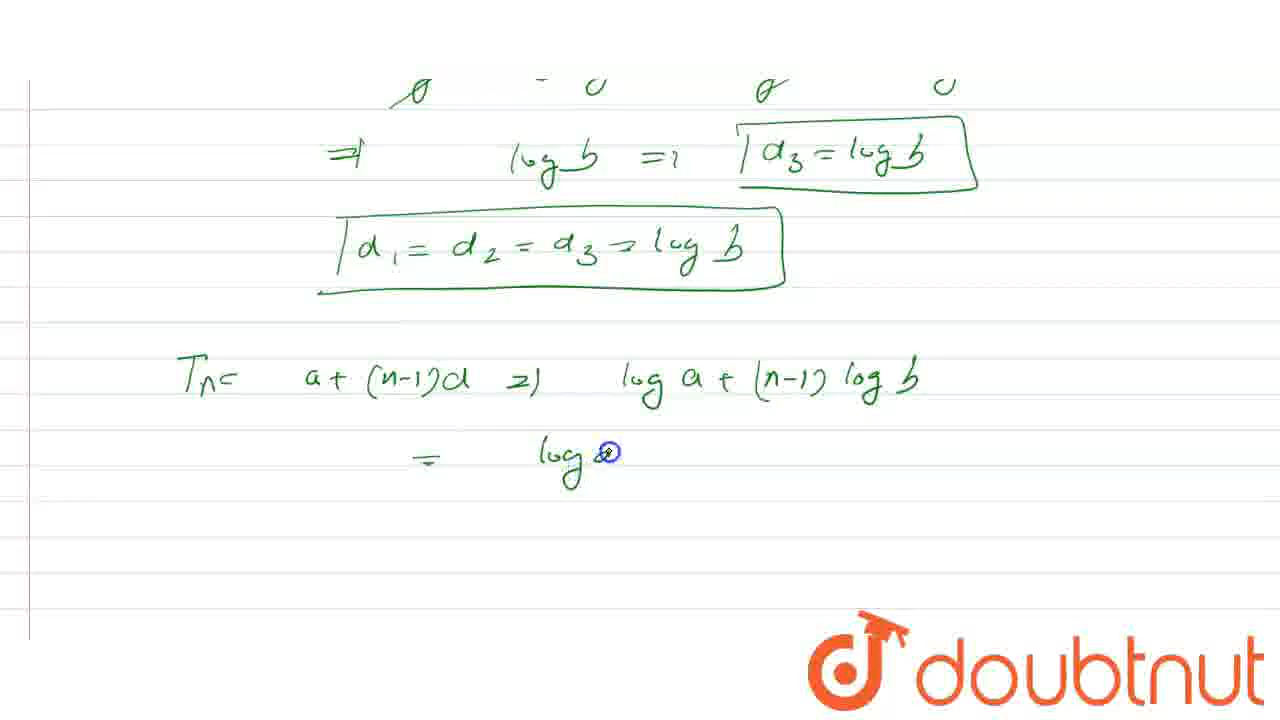 ⇒ log b ⇒ d₃ = log b
d₁ = d₂ = d₃ ⇒ log b
Tₙ = a + (n-1)d ⇒ log a + (n-1) log b
= log a
doubtnut